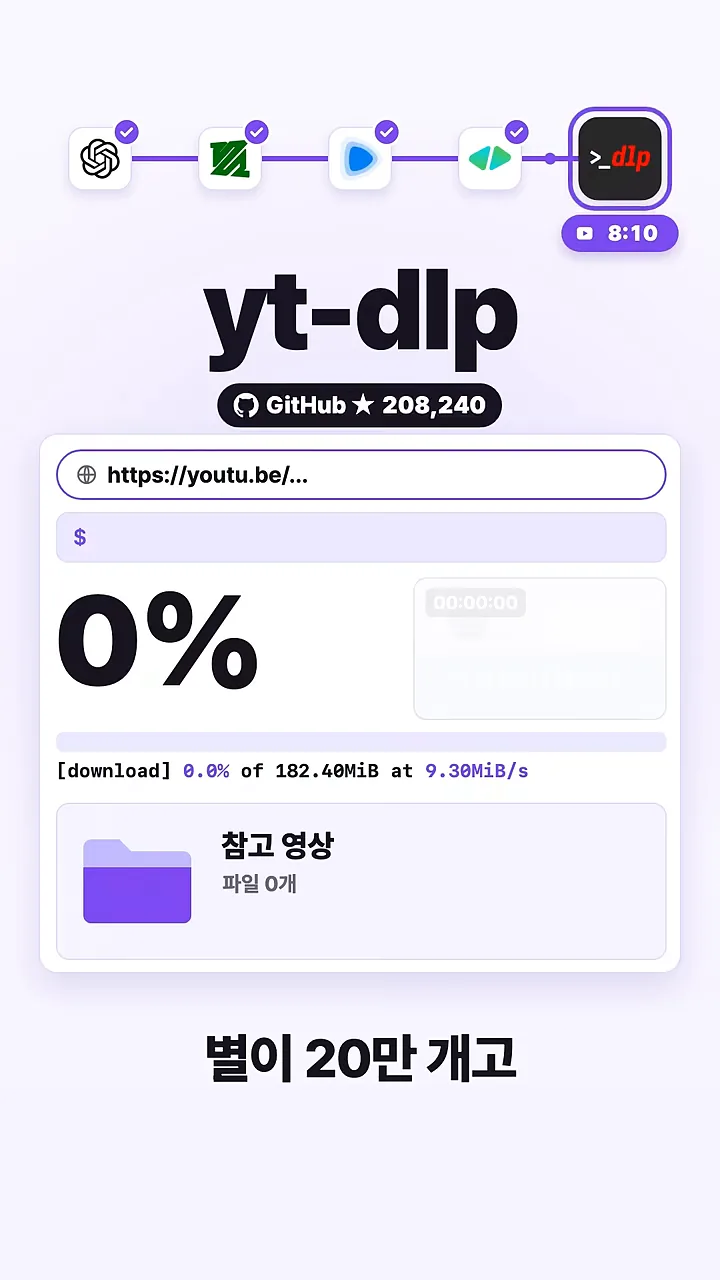 >_dlp
8:10
yt-dlp
GitHub ★ 208,240
https://youtu.be/...
$
0%
00:00:00
[download] 0.0% of 182.40MiB at 9.30MiB/s
참고 영상
파일 0개
별이 20만 개고